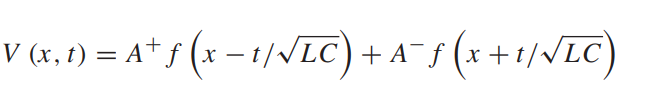 V (x, t) = A⁺ f (x − t/√LC) + A⁻ f (x + t/√LC)